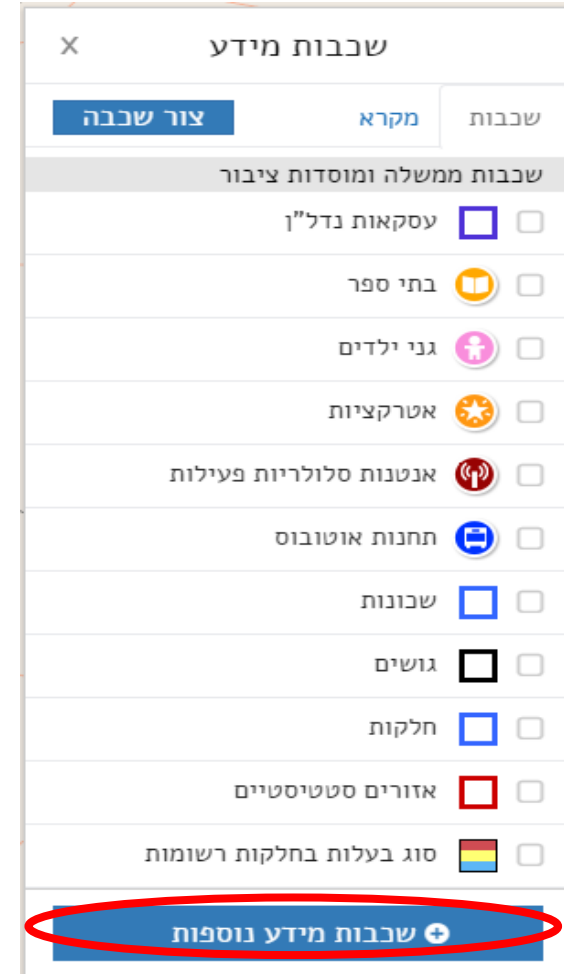 שכבות מידע X
שכבות מקרא צור שכבה
שכבות ממשלה ומוסדות ציבור
עסקאות נדל"ן
בתי ספר
גני ילדים
אטרקציות
אנטנות סלולריות פעילות
תחנות אוטובוס
שכונות
גושים
חלקות
אזורים סטטיסטיים
סוג בעלות בחלקות רשומות
שכבות מידע נוספות